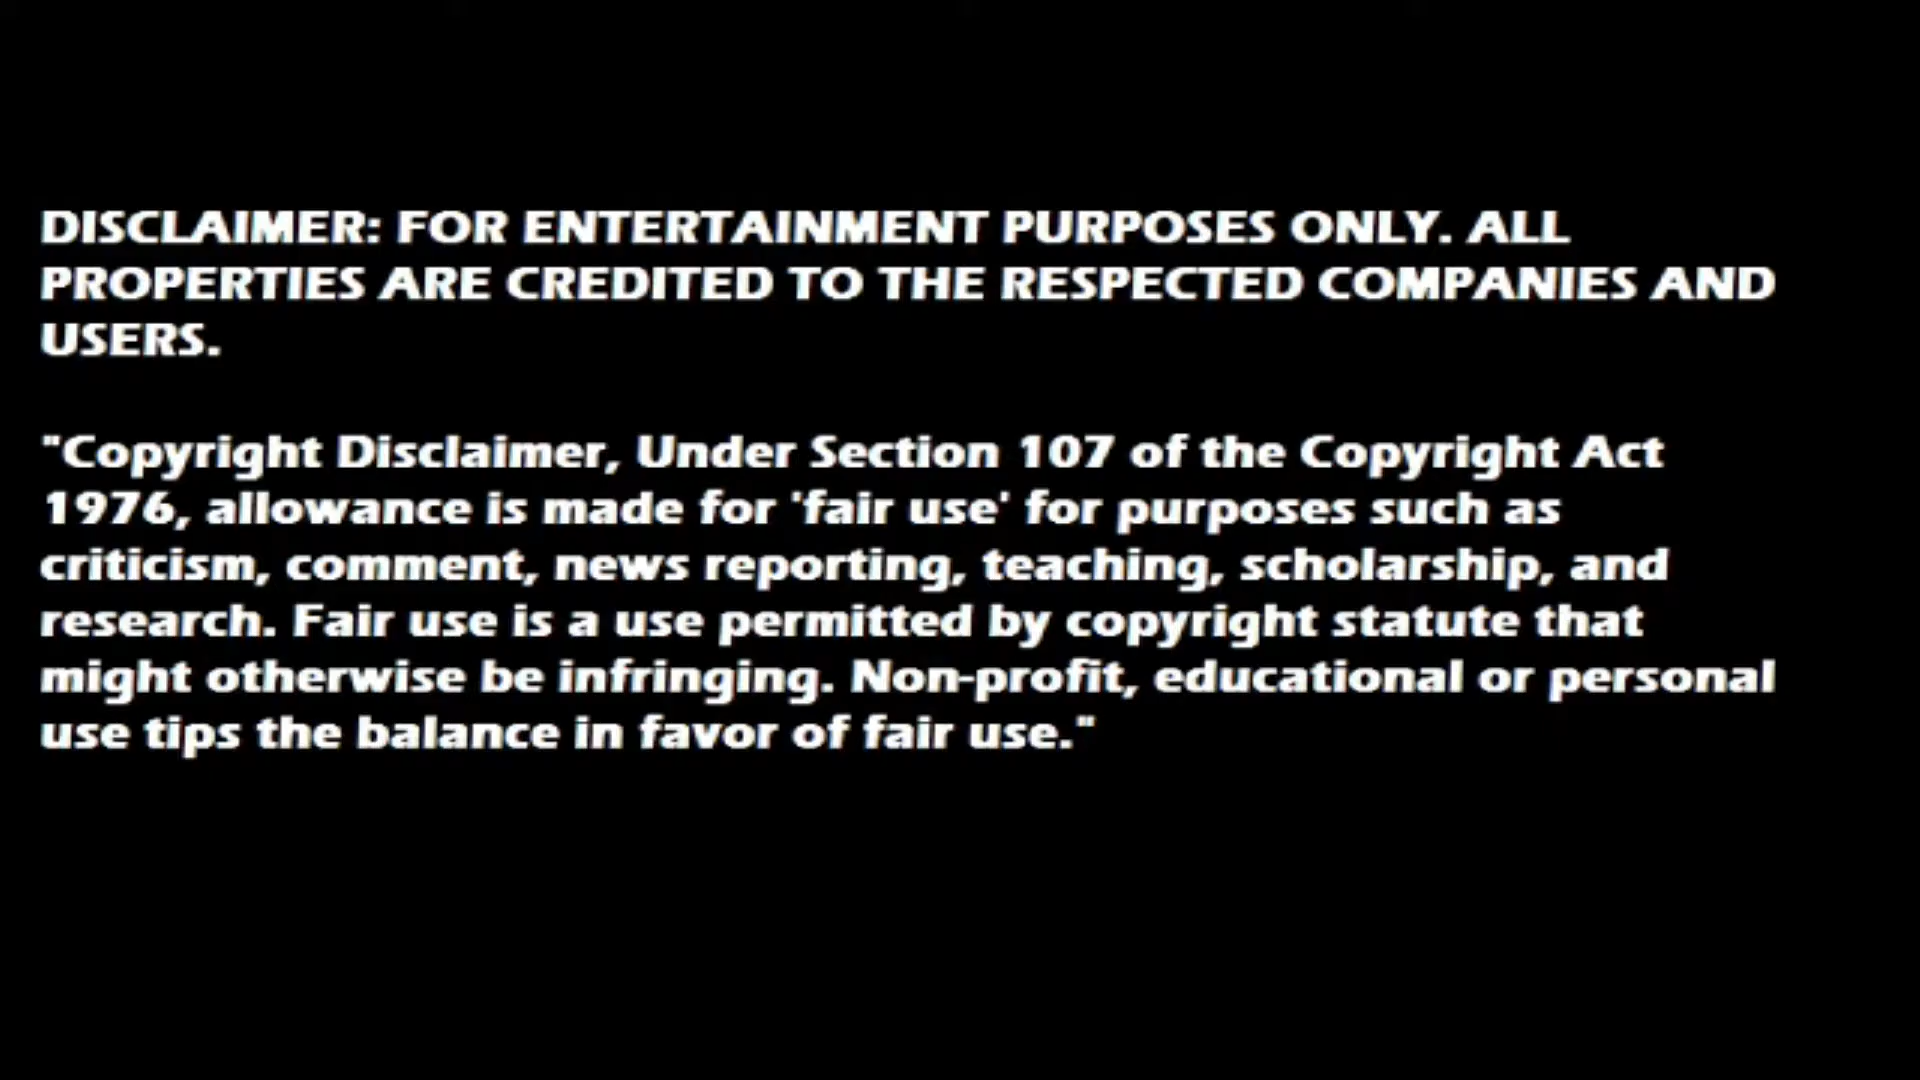 DISCLAIMER: FOR ENTERTAINMENT PURPOSES ONLY. ALL
PROPERTIES ARE CREDITED TO THE RESPECTED COMPANIES AND
USERS.
"Copyright Disclaimer, Under Section 107 of the Copyright Act
1976, allowance is made for 'fair use' for purposes such as
criticism, comment, news reporting, teaching, scholarship, and
research. Fair use is a use permitted by copyright statute that
might otherwise be infringing. Non-profit, educational or personal
use tips the balance in favor of fair use."